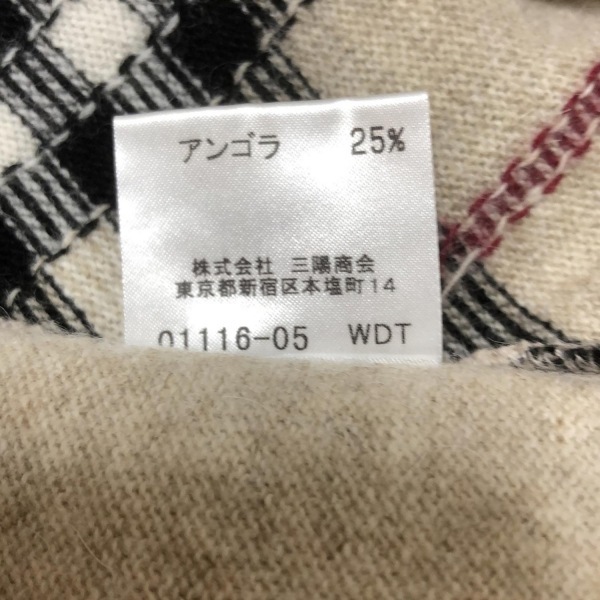 アンゴラ 25%
株式会社 三陽商会
東京都新宿区本塩町14
01116-05 WDT